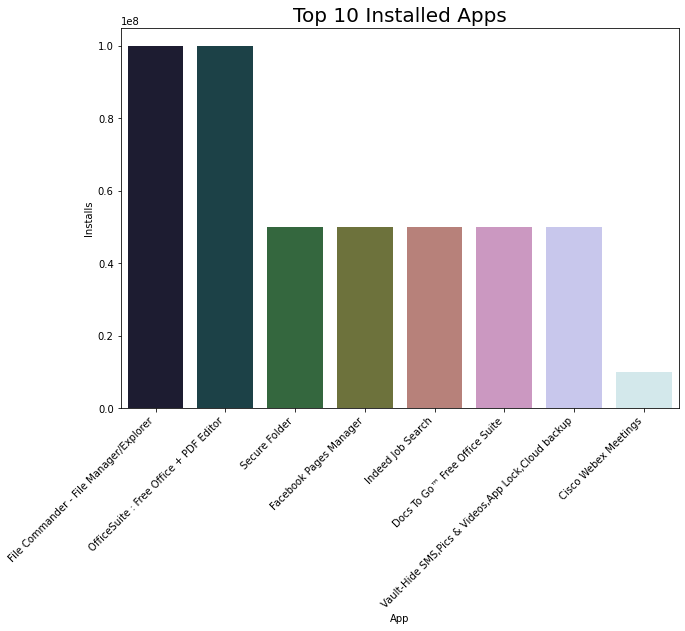 Top 10 Installed Apps
1e8
1.0
0.8
0.6
0.4
0.2
0.0
Installs
File Commander - File Manager/Explorer
OfficeSuite : Free Office + PDF Editor
Secure Folder
Facebook Pages Manager
Indeed Job Search
Docs To Go™ Free Office Suite
Vault-Hide SMS,Pics & Videos,App Lock,Cloud backup
Cisco Webex Meetings
App